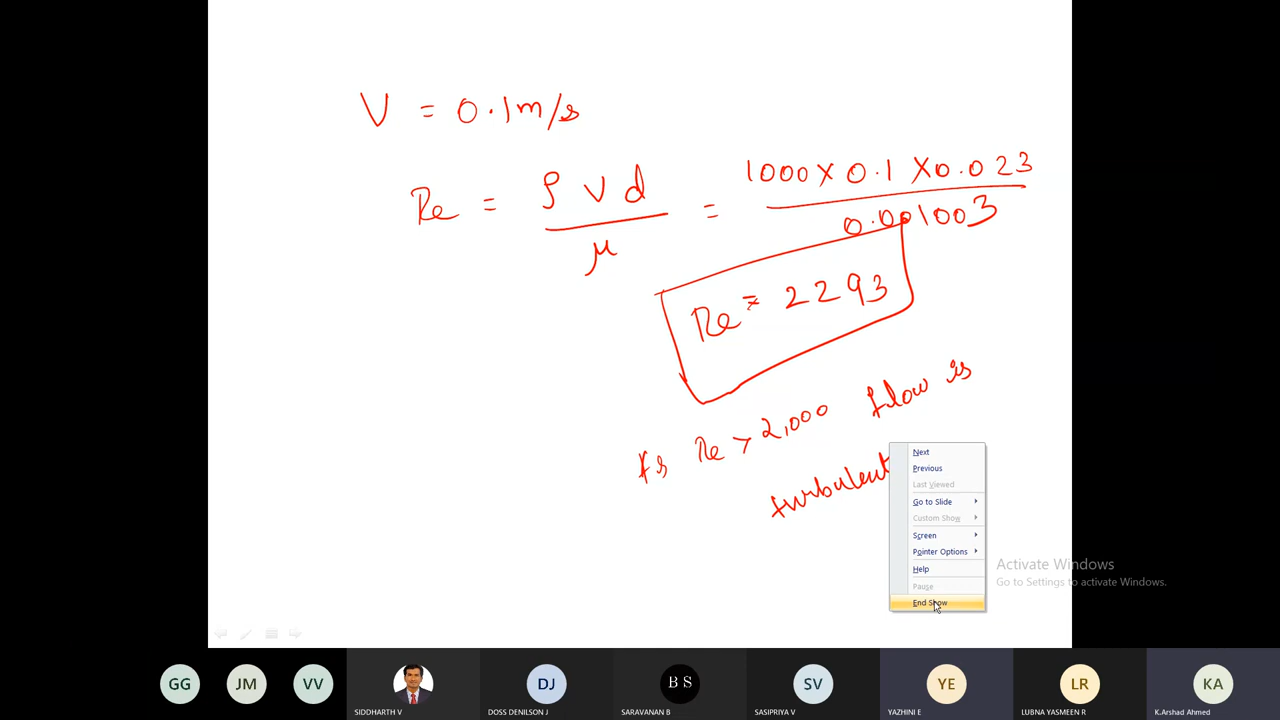 V = 0.1m/s
Re = ρ V d / μ = 1000 X 0.1 X 0.023 / 0.001003
Re = 2293
As Re > 2,000 flow is
turbulent
Next
Previous
Last Viewed
Go to Slide
Custom Show
Screen
Pointer Options
Help
Pause
End Show
Activate Windows
Go to Settings to activate Windows.
GG JM VV DJ B S SV YE LR KA
SIDDHARTH V DOSS DENILSON J SARAVANAN B SASIPRIYA V YAZHINI E LUBNA YASMEEN R K.Arshad Ahmed